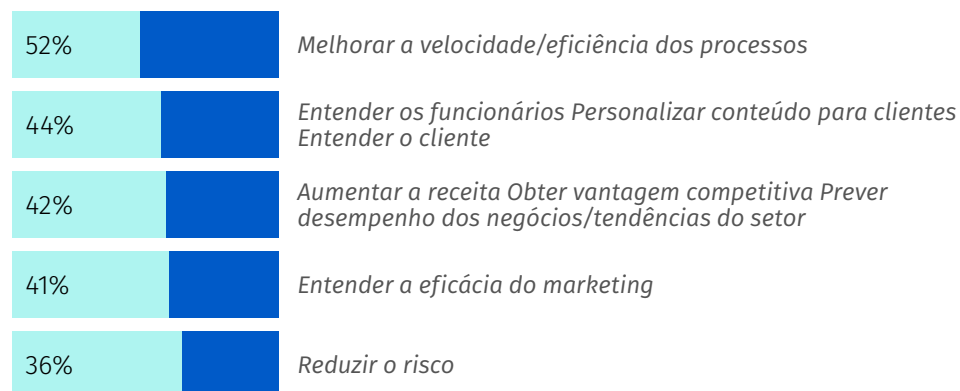 52%
Melhorar a velocidade/eficiência dos processos
44%
Entender os funcionários Personalizar conteúdo para clientes
Entender o cliente
42%
Aumentar a receita Obter vantagem competitiva Prever
desempenho dos negócios/tendências do setor
41%
Entender a eficácia do marketing
36%
Reduzir o risco